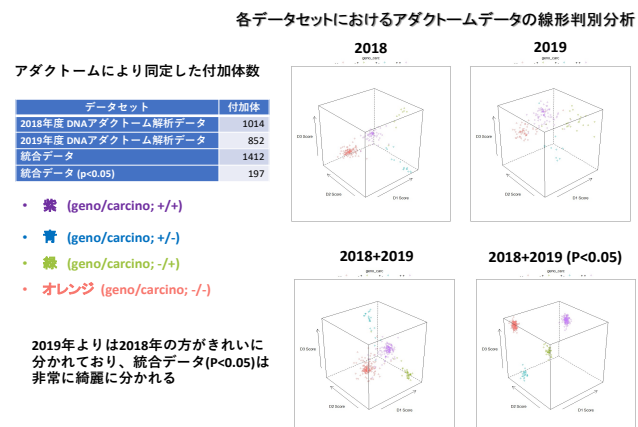 各データセットにおけるアダクトームデータの線形判別分析
アダクトームにより同定した付加体数
データセット 付加体
2018年度 DNAアダクトーム解析データ 1014
2019年度 DNAアダクトーム解析データ 852
統合データ 1412
統合データ (p<0.05) 197
• 紫 (geno/carcino; +/+)
• 青 (geno/carcino; +/-)
• 緑 (geno/carcino; -/+)
• オレンジ (geno/carcino; -/-)
2019年よりは2018年の方がきれいに
分かれており、統合データ(P<0.05)は
非常に綺麗に分かれる
2018
geno_carc
D3 Score
D2 Score
D1 Score
2019
geno_carc
D3 Score
D2 Score
D1 Score
2018+2019
geno_carc
D3 Score
D2 Score
D1 Score
2018+2019 (P<0.05)
geno_carc
D3 Score
D2 Score
D1 Score